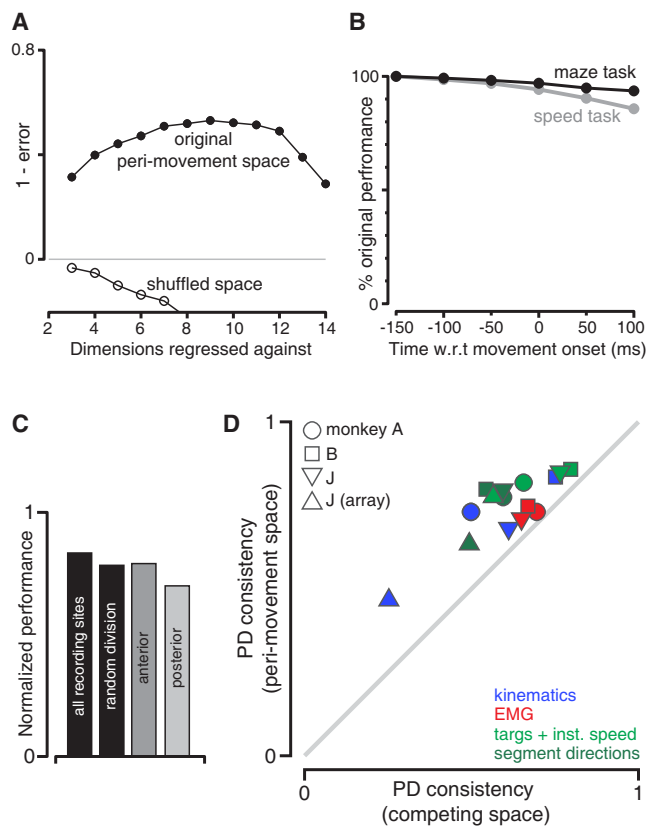 A
0.8
1 - error
original
peri-movement space
0
shuffled space
2 4 6 8 10 12 14
Dimensions regressed against
B
100
maze task
speed task
% original perfromance
0
-150 -100 -50 0 50 100
Time w.r.t movement onset (ms)
C
1
Normalized performance
all recording sites
random division
anterior
posterior
0
D
1
monkey A
B
J
J (array)
PD consistency
(peri-movement space)
kinematics
EMG
targs + inst. speed
segment directions
0
0 1
PD consistency
(competing space)